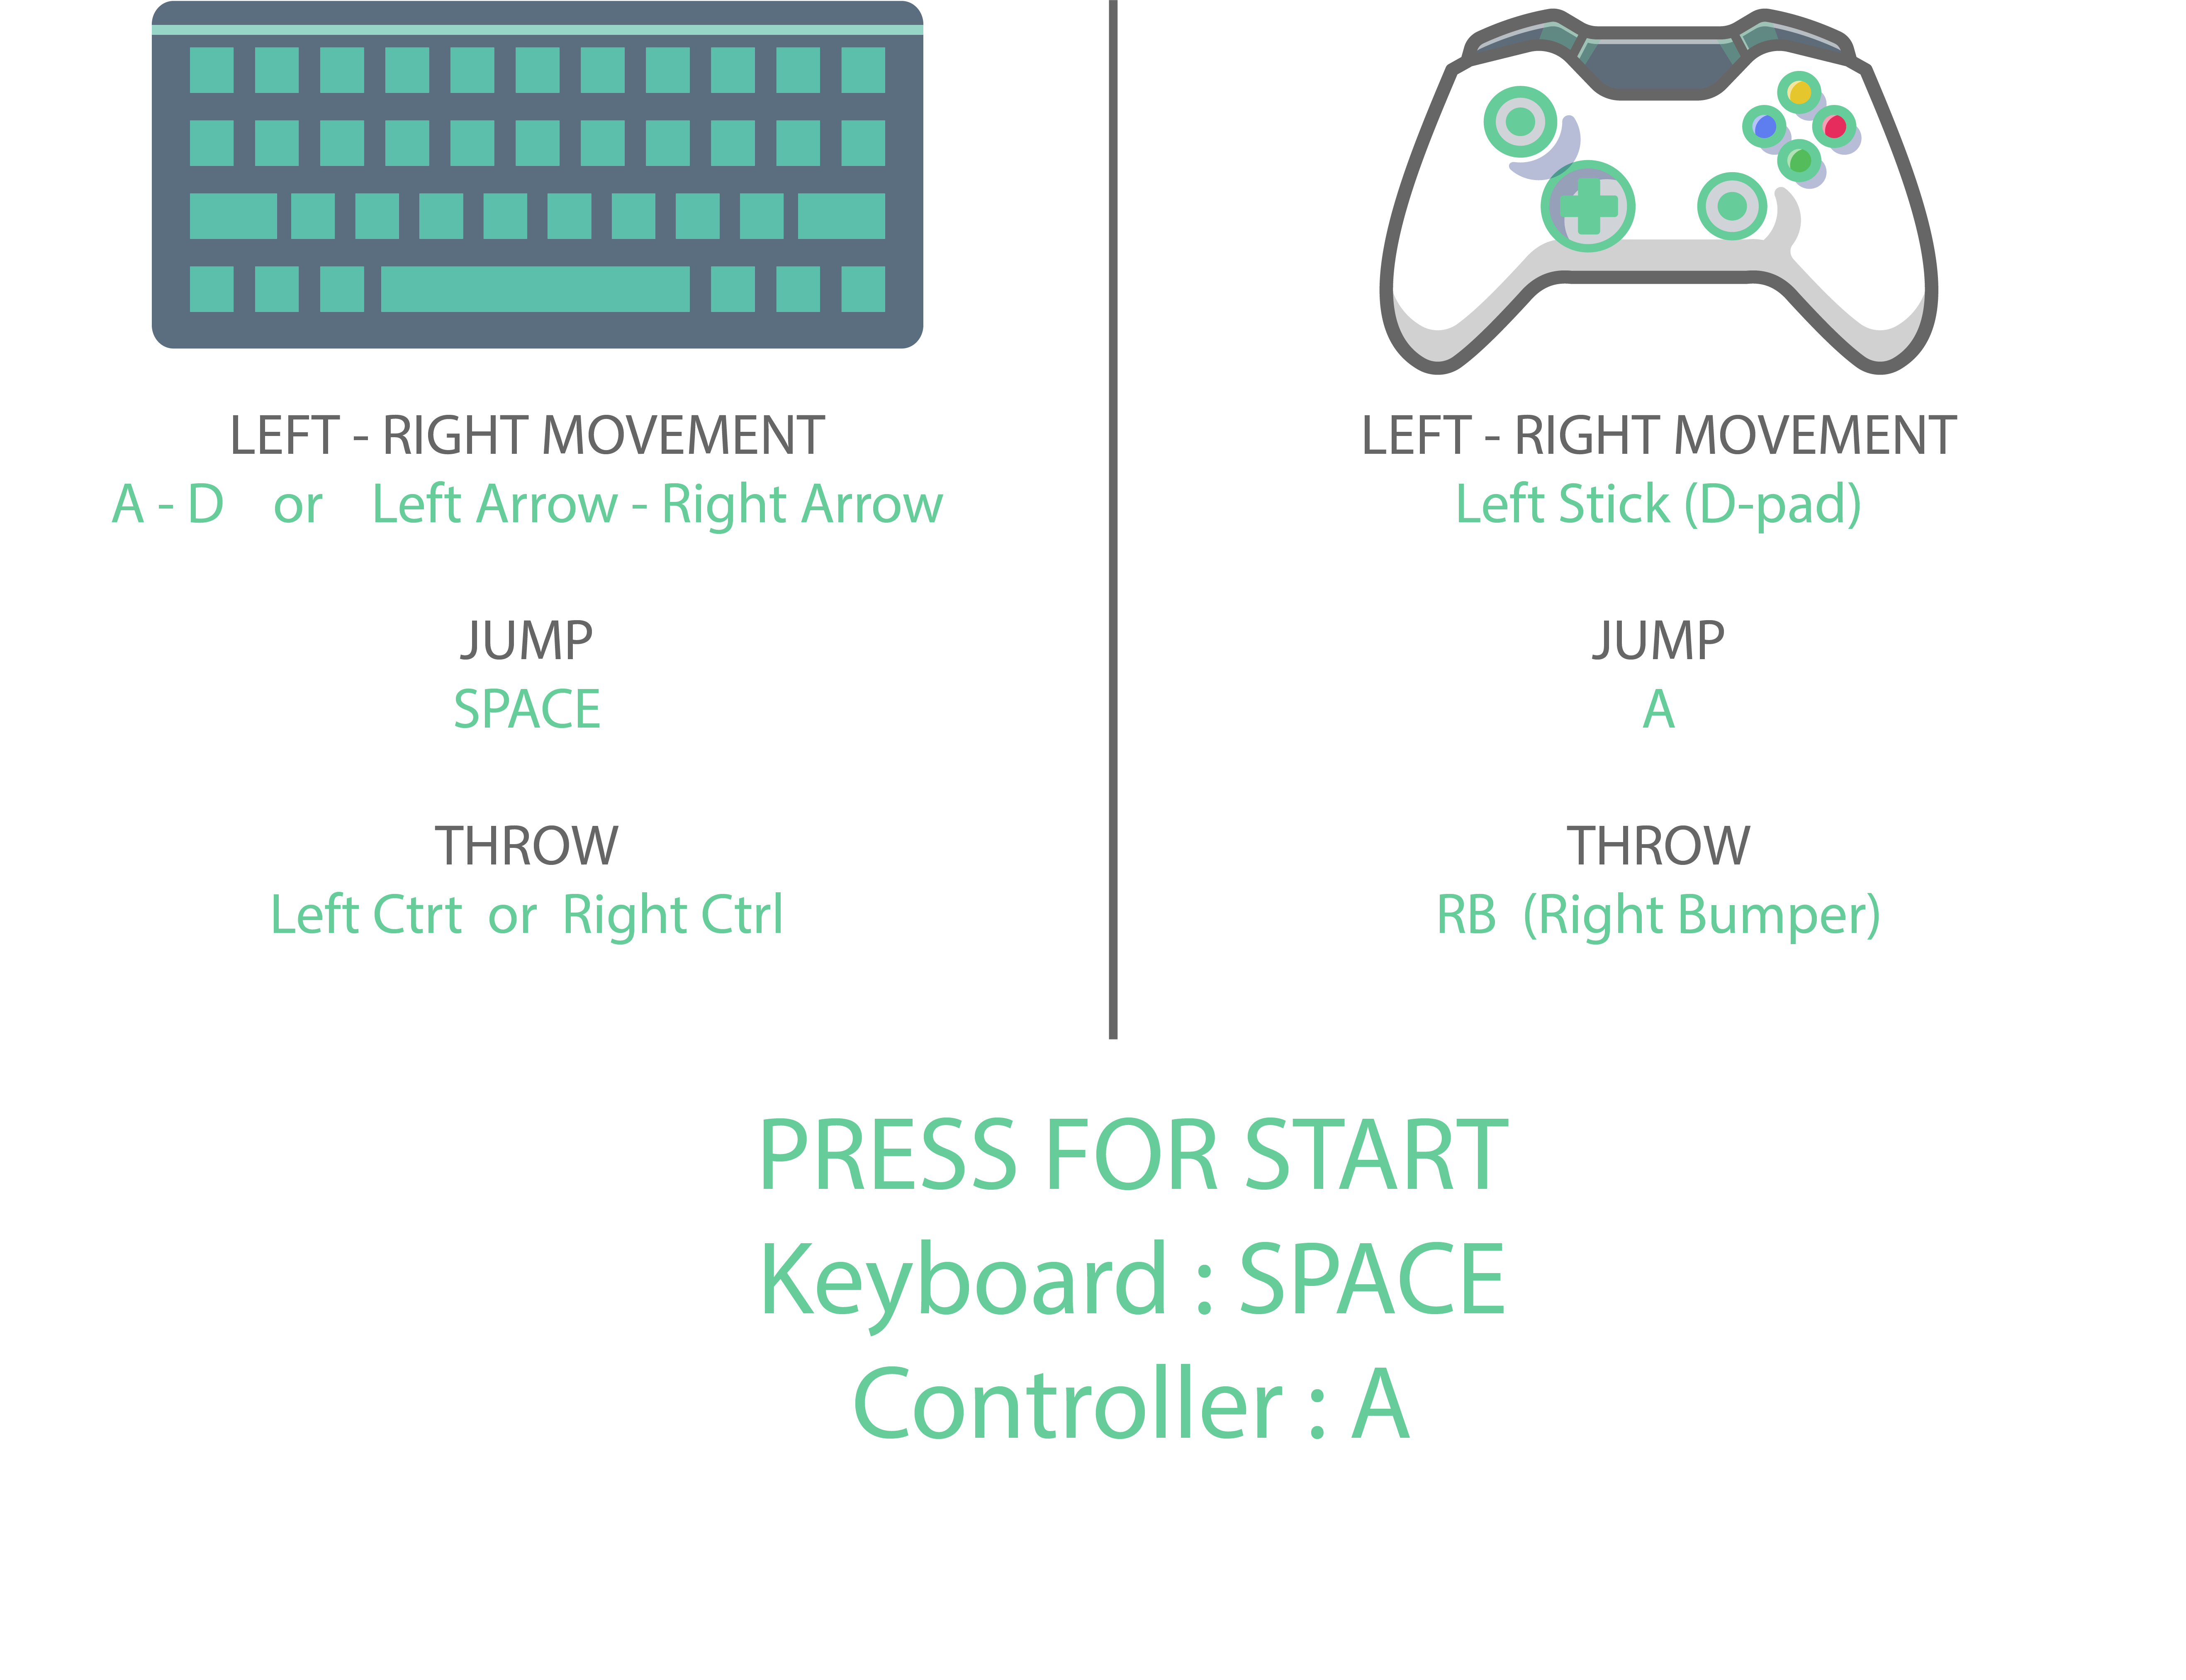 LEFT - RIGHT MOVEMENT
A - D or Left Arrow - Right Arrow
JUMP
SPACE
THROW
Left Ctrt or Right Ctrl
LEFT - RIGHT MOVEMENT
Left Stick (D-pad)
JUMP
A
THROW
RB (Right Bumper)
PRESS FOR START
Keyboard : SPACE
Controller : A